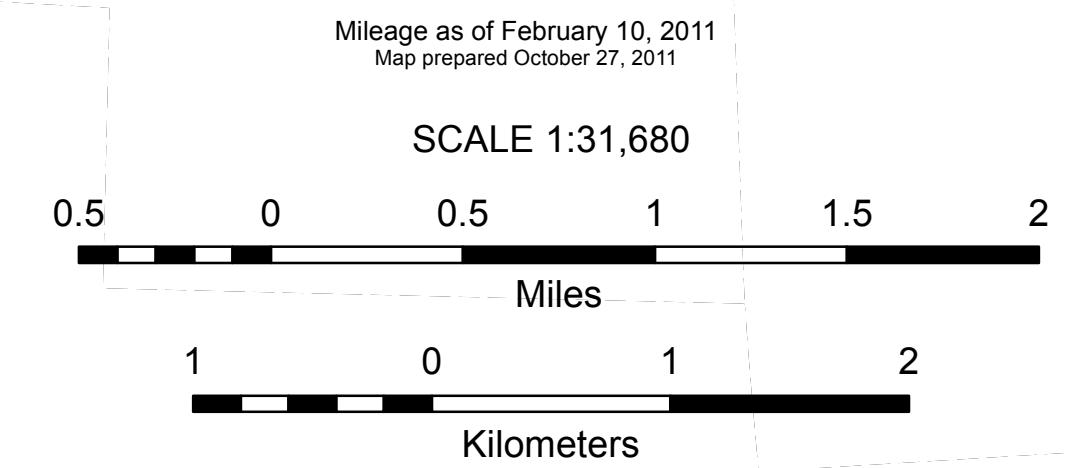 Mileage as of February 10, 2011
Map prepared October 27, 2011
SCALE 1:31,680
0.5 0 0.5 1 1.5 2
Miles
1 0 1 2
Kilometers